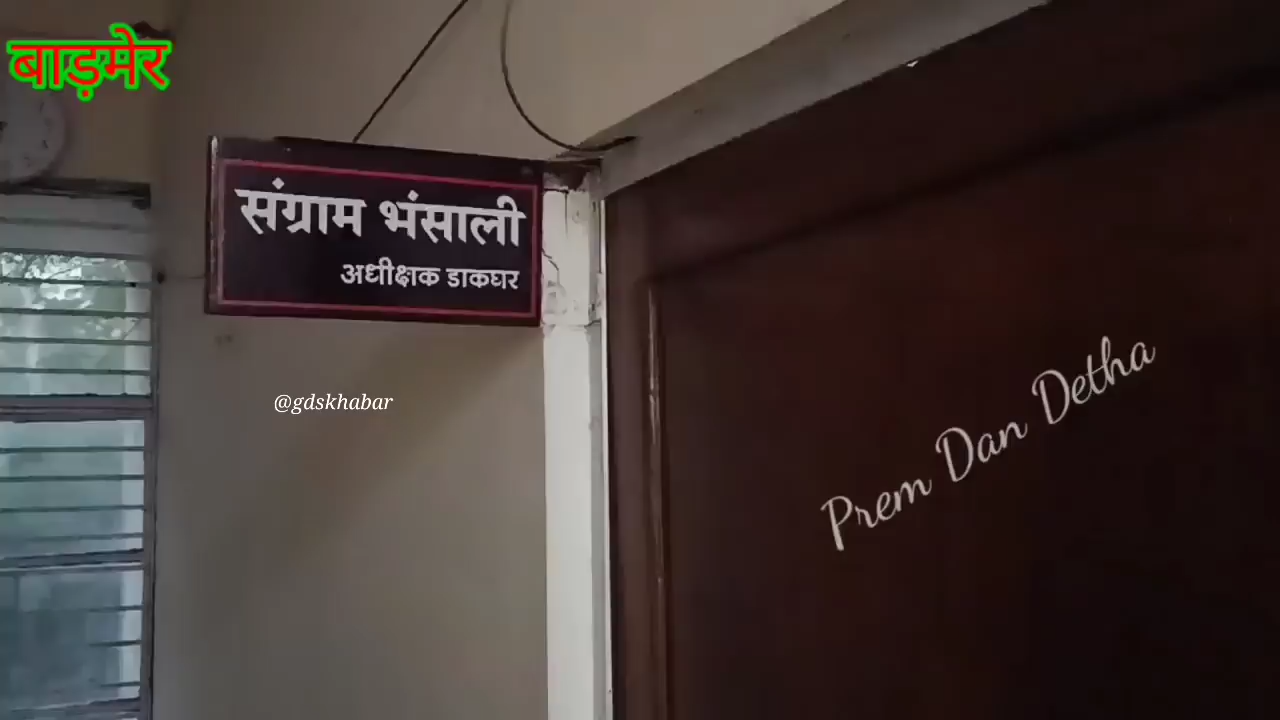 बाड़मेर
संग्राम भंसाली
अधीक्षक डाकघर
@gdskhabar
Prem Dan Detha